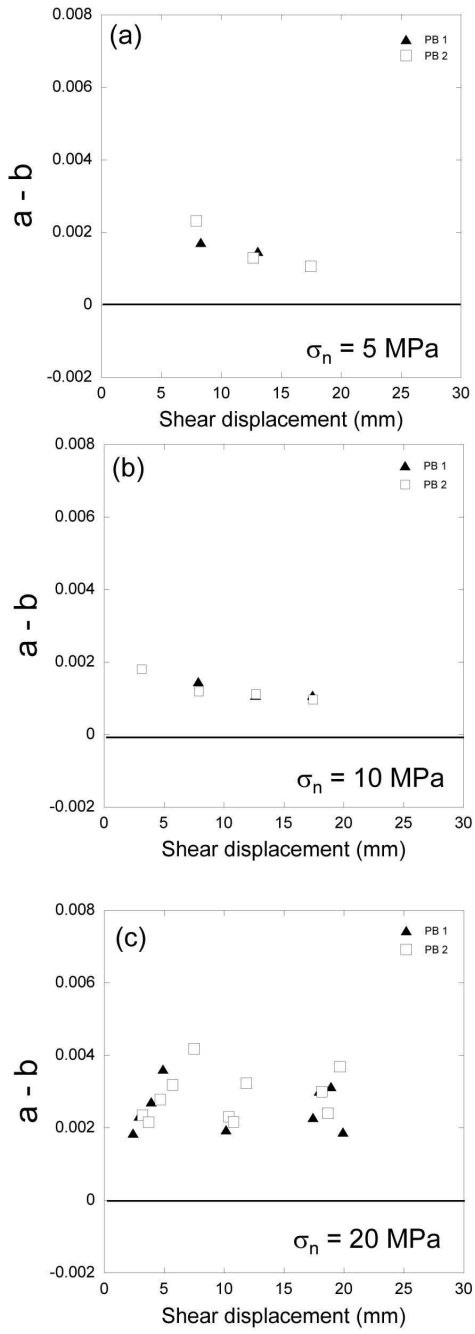 (a)
PB 1
PB 2
0.008
0.006
0.004
0.002
0
-0.002
a - b
σn = 5 MPa
0 5 10 15 20 25 30
Shear displacement (mm)
(b)
PB 1
PB 2
0.008
0.006
0.004
0.002
0
-0.002
a - b
σn = 10 MPa
0 5 10 15 20 25 30
Shear displacement (mm)
(c)
PB 1
PB 2
0.008
0.006
0.004
0.002
0
-0.002
a - b
σn = 20 MPa
0 5 10 15 20 25 30
Shear displacement (mm)